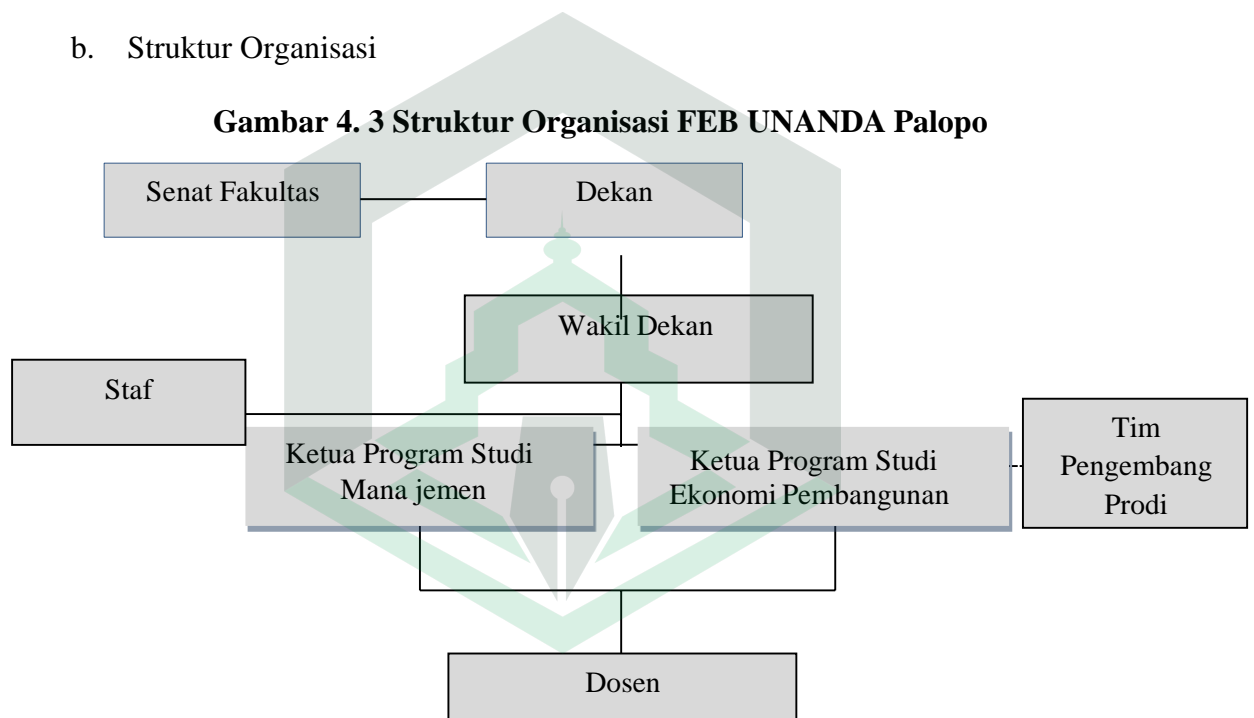 b. Struktur Organisasi
Gambar 4. 3 Struktur Organisasi FEB UNANDA Palopo
Senat Fakultas
Dekan
Wakil Dekan
Staf
Ketua Program Studi
Mana jemen
Ketua Program Studi
Ekonomi Pembangunan
Tim
Pengembang
Prodi
Dosen